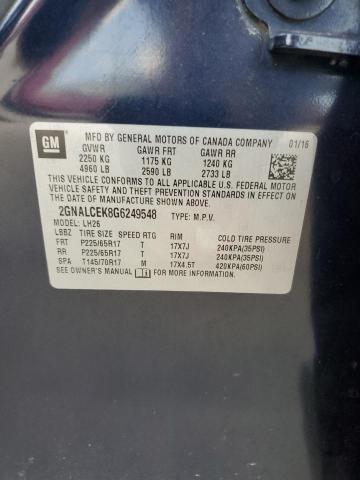 GM
MFD BY GENERAL MOTORS OF CANADA COMPANY 01/16
GVWR GAWR FRT GAWR RR
2250 KG 1175 KG 1240 KG
4960 LB 2590 LB 2733 LB
THIS VEHICLE CONFORMS TO ALL APPLICABLE U.S. FEDERAL
MOTOR VEHICLE SAFETY, BUMPER, AND THEFT
PREVENTION STANDARDS IN EFFECT ON THE
DATE OF MANUFACTURE SHOWN ABOVE.
2GNALCEK8G6249548 TYPE: M.P.V.
MODEL: LH26
LBBZ TIRE SIZE SPEED RTG RIM COLD TIRE PRESSURE
FRT P225/65R17 T 17X7J 240KPA(35PSI)
RR P225/65R17 T 17X7J 240KPA(35PSI)
SPA T145/70R17 M 17X4.5T 420KPA(60PSI)
SEE OWNER'S MANUAL FOR MORE INFORMATION.